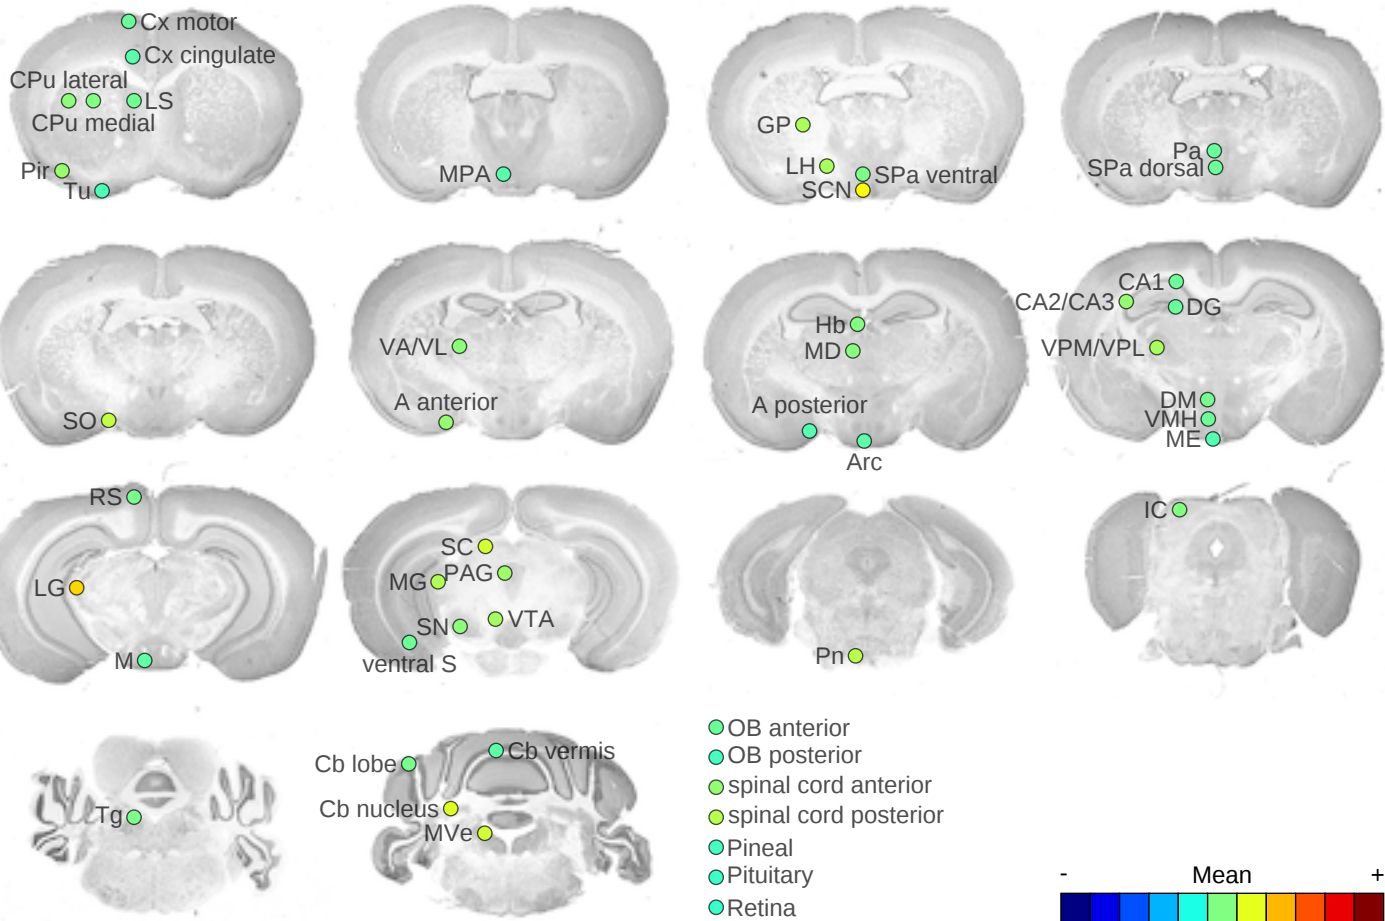 Cx motor
Cx cingulate
CPu lateral
LS
CPu medial
Pir
Tu
MPA
GP
LH
SPa ventral
SCN
Pa
SPa dorsal
SO
VA/VL
A anterior
Hb
MD
A posterior
Arc
CA1
CA2/CA3
DG
VPM/VPL
DM
VMH
ME
RS
LG
M
SC
PAG
MG
VTA
SN
ventral S
Pn
IC
Tg
Cb vermis
Cb lobe
Cb nucleus
MVe
OB anterior
OB posterior
spinal cord anterior
spinal cord posterior
Pineal
Pituitary
Retina
- Mean +